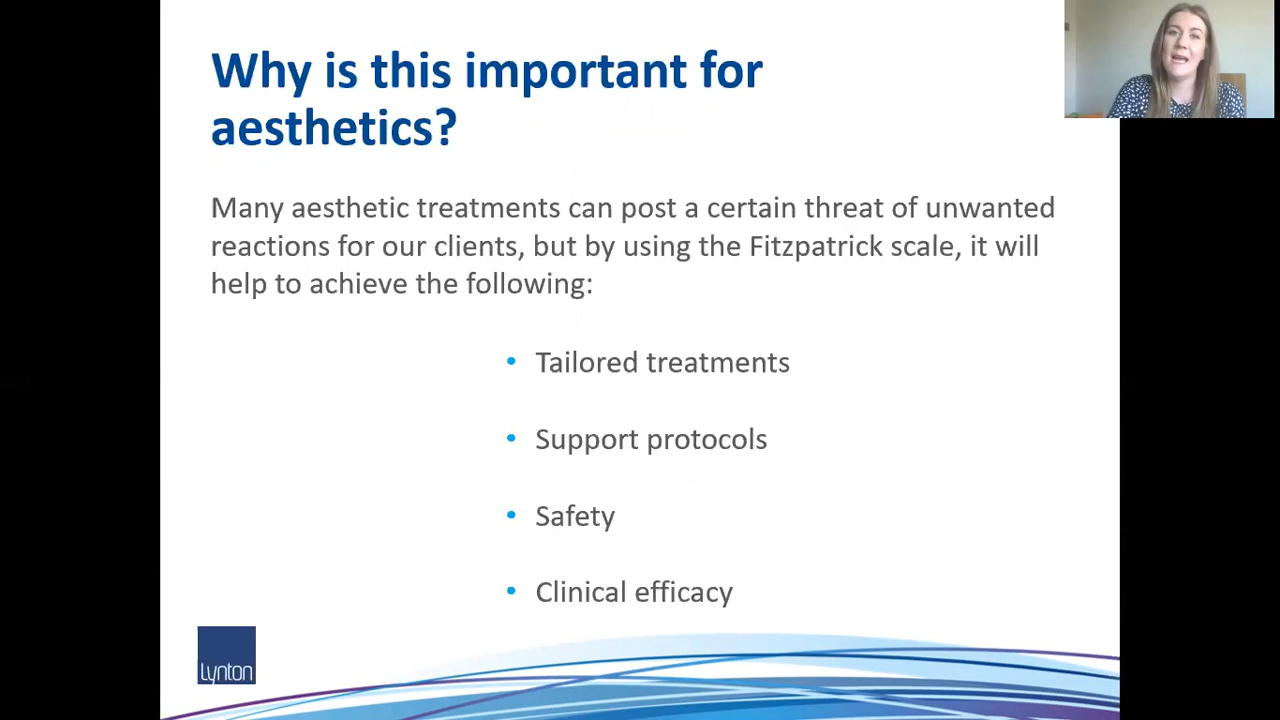 Why is this important for
aesthetics?
Many aesthetic treatments can post a certain threat of unwanted
reactions for our clients, but by using the Fitzpatrick scale, it will
help to achieve the following:
• Tailored treatments
• Support protocols
• Safety
• Clinical efficacy
Lynton